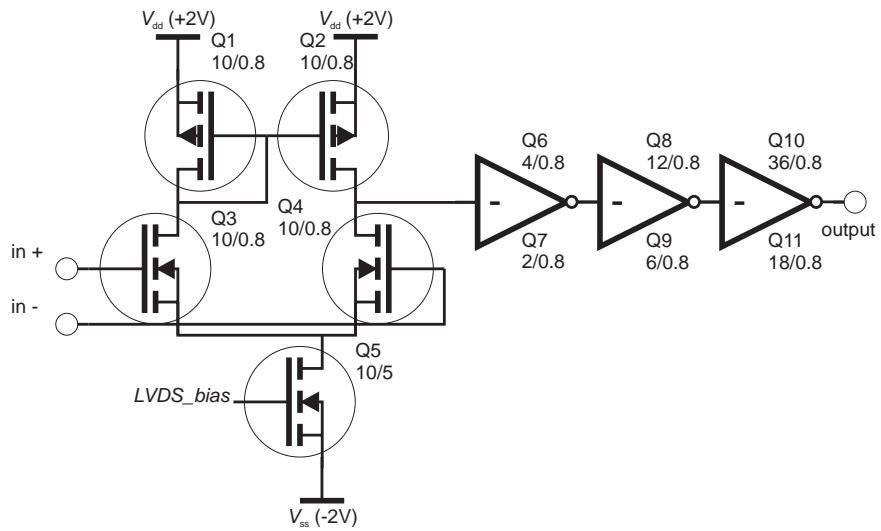 V_dd (+2V)
V_dd (+2V)
Q1
10/0.8
Q2
10/0.8
Q6
4/0.8
Q8
12/0.8
Q10
36/0.8
-
-
-
Q3
10/0.8
Q4
10/0.8
Q7
2/0.8
Q9
6/0.8
Q11
18/0.8
output
in +
in -
Q5
10/5
LVDS_bias
V_ss (-2V)